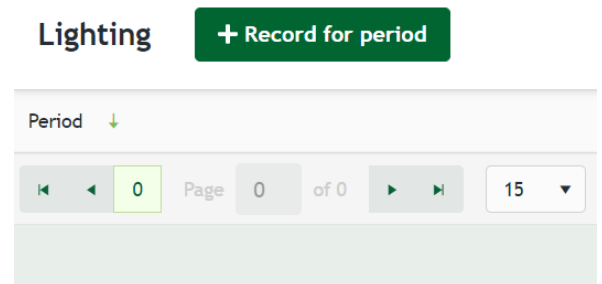 Lighting + Record for period
Period ↓
0 Page 0 of 0 15